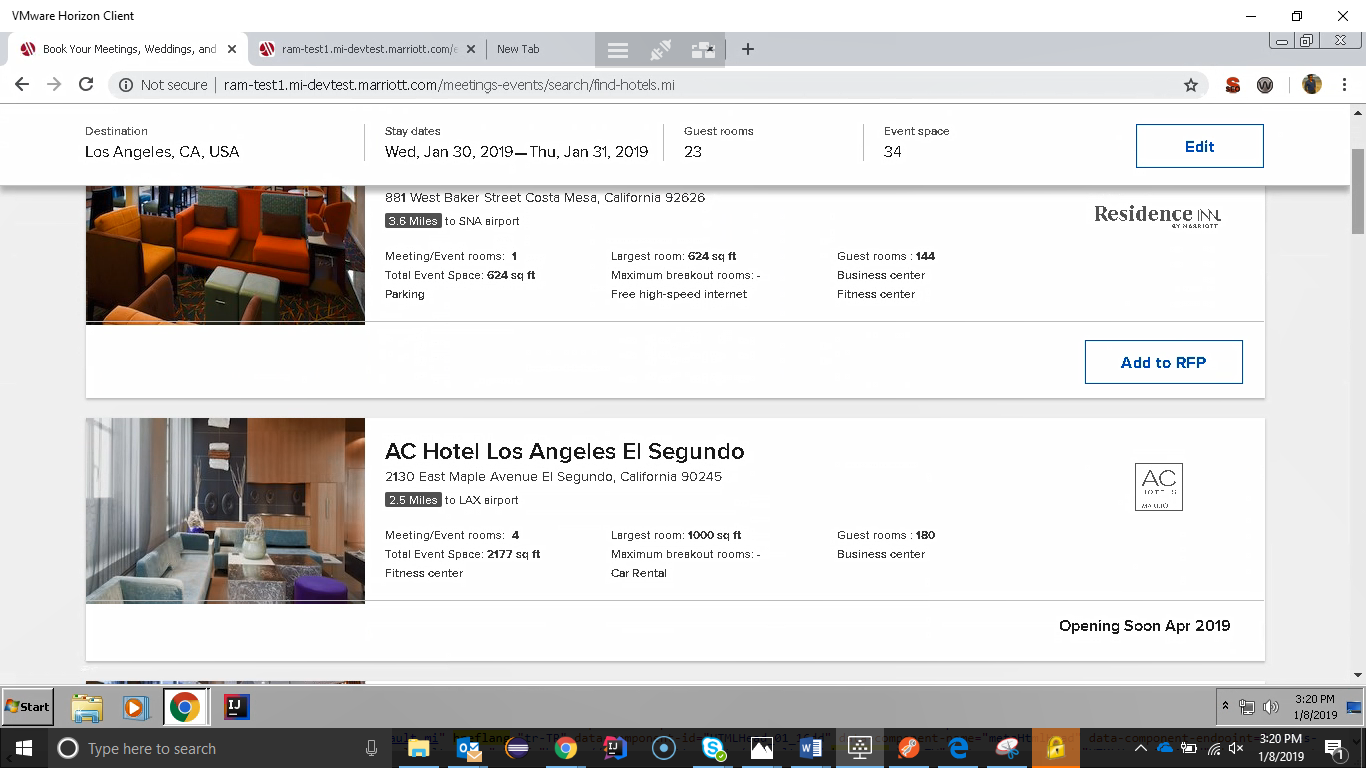 VMware Horizon Client
Book Your Meetings, Weddings, and
ram-test1.mi-devtest.marriott.com/e
New Tab
Not secure | ram-test1.mi-devtest.marriott.com/meetings-events/search/find-hotels.mi
Destination
Los Angeles, CA, USA
Stay dates
Wed, Jan 30, 2019—Thu, Jan 31, 2019
Guest rooms
23
Event space
34
Edit
881 West Baker Street Costa Mesa, California 92626
3.6 Miles to SNA airport
Residence INN
BY MARRIOTT
Meeting/Event rooms: 1
Largest room: 624 sq ft
Guest rooms : 144
Total Event Space: 624 sq ft
Maximum breakout rooms: -
Business center
Parking
Free high-speed internet
Fitness center
Add to RFP
AC Hotel Los Angeles El Segundo
2130 East Maple Avenue El Segundo, California 90245
2.5 Miles to LAX airport
AC
HOTELS
Meeting/Event rooms: 4
Largest room: 1000 sq ft
Guest rooms : 180
Total Event Space: 2177 sq ft
Maximum breakout rooms: -
Business center
Fitness center
Car Rental
Opening Soon Apr 2019
Start
IJ
3:20 PM
1/8/2019
Type here to search
3:20 PM
1/8/2019